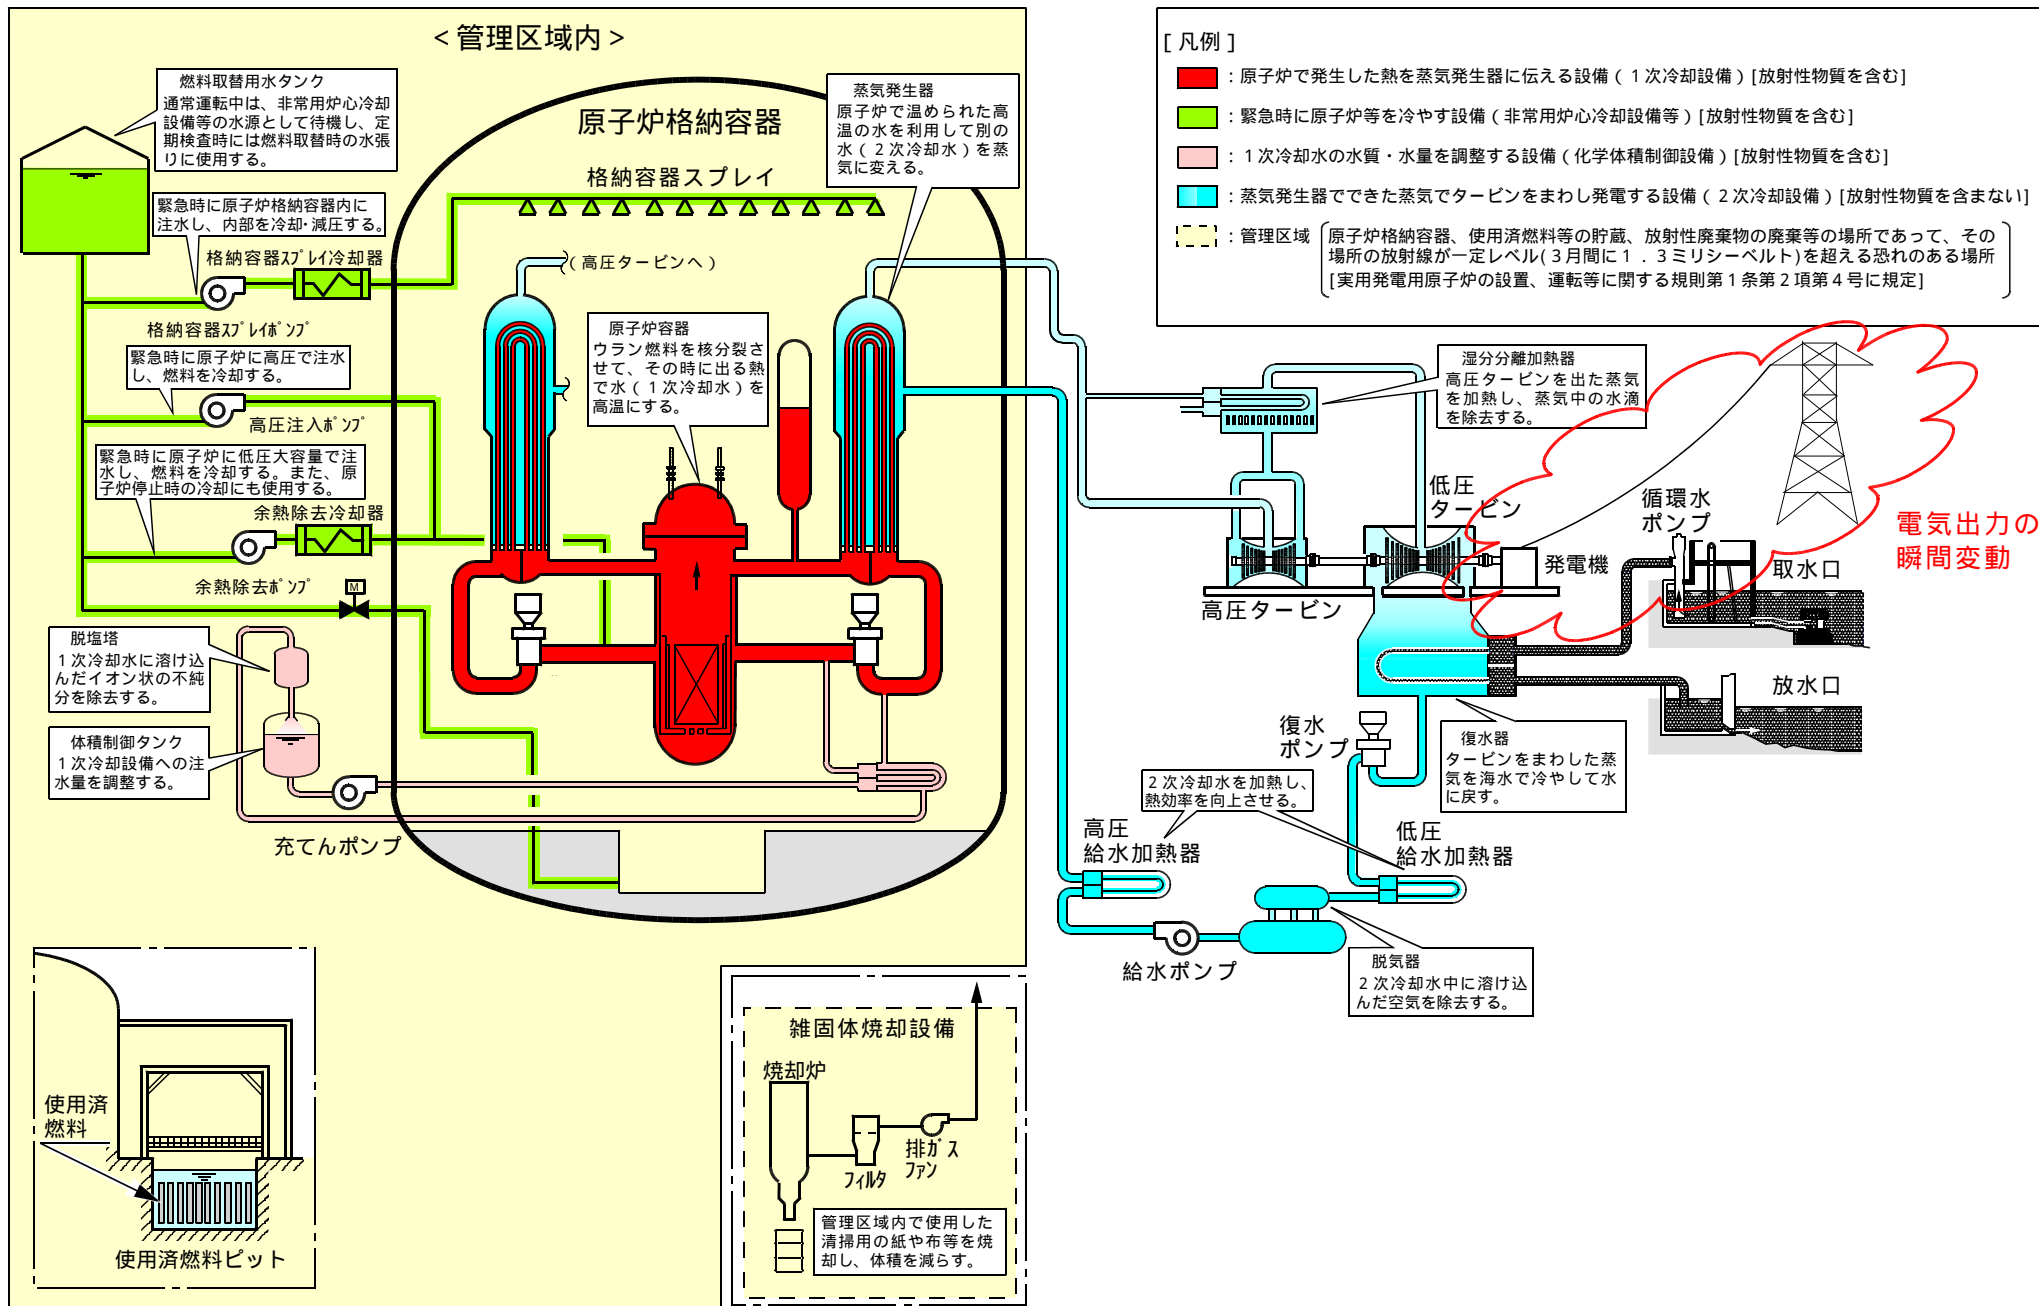 ＜管理区域内＞
燃料取替用水タンク
通常運転中は、非常用炉心冷却
設備等の水源として待機し、定
期検査時には燃料取替時の水張
りに使用する。
緊急時に原子炉格納容器内に
注水し、内部を冷却・減圧する。
格納容器ｽﾌﾟﾚｲ冷却器
格納容器ｽﾌﾟﾚｲﾎﾟﾝﾌﾟ
緊急時に原子炉に高圧で注水
し、燃料を冷却する。
高圧注入ﾎﾟﾝﾌﾟ
緊急時に原子炉に低圧大容量で注
水し、燃料を冷却する。また、原
子炉停止時の冷却にも使用する。
余熱除去冷却器
余熱除去ﾎﾟﾝﾌﾟ
M
脱塩塔
１次冷却水に溶け込
んだイオン状の不純
分を除去する。
体積制御タンク
１次冷却設備への注
水量を調整する。
充てんポンプ
原子炉格納容器
格納容器スプレイ
（高圧タービンへ）
蒸気発生器
原子炉で温められた高
温の水を利用して別の
水（２次冷却水）を蒸
気に変える。
原子炉容器
ウラン燃料を核分裂さ
せて、その時に出る熱
で水（１次冷却水）を
高温にする。
[凡例]
：原子炉で発生した熱を蒸気発生器に伝える設備（１次冷却設備）[放射性物質を含む]
：緊急時に原子炉等を冷やす設備（非常用炉心冷却設備等）[放射性物質を含む]
：１次冷却水の水質・水量を調整する設備（化学体積制御設備）[放射性物質を含む]
：蒸気発生器でできた蒸気でタービンをまわし発電する設備（２次冷却設備）[放射性物質を含まない]
：管理区域
原子炉格納容器、使用済燃料等の貯蔵、放射性廃棄物の廃棄等の場所であって、その
場所の放射線が一定レベル(３月間に１．３ミリシーベルト)を超える恐れのある場所
[実用発電用原子炉の設置、運転等に関する規則第１条第２項第４号に規定]
湿分分離加熱器
高圧タービンを出た蒸気
を加熱し、蒸気中の水滴
を除去する。
低圧
タービン
高圧タービン
発電機
循環水
ポンプ
取水口
放水口
電気出力の
瞬間変動
復水
ポンプ
復水器
タービンをまわした蒸
気を海水で冷やして水
に戻す。
２次冷却水を加熱し、
熱効率を向上させる。
高圧
給水加熱器
低圧
給水加熱器
給水ポンプ
脱気器
２次冷却水中に溶け込
んだ空気を除去する。
使用済
燃料
使用済燃料ピット
雑固体焼却設備
焼却炉
ﾌｨﾙﾀ
排ｶﾞｽ
ﾌｧﾝ
管理区域内で使用した
清掃用の紙や布等を焼
却し、体積を減らす。